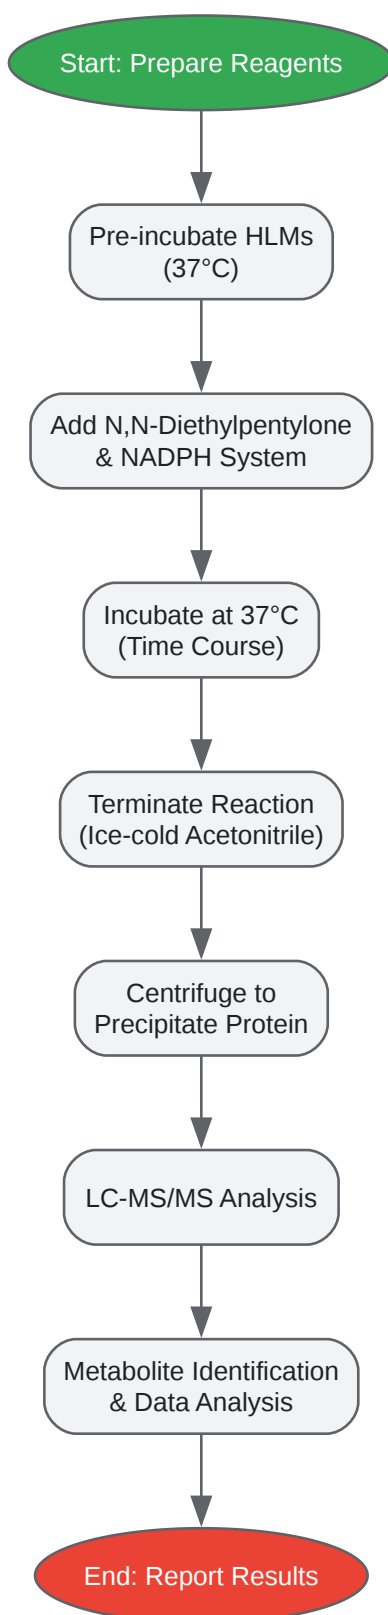 Start: Prepare Reagents
Pre-incubate HLMs
(37°C)
Add N,N-Diethylpentylone
& NADPH System
Incubate at 37°C
(Time Course)
Terminate Reaction
(Ice-cold Acetonitrile)
Centrifuge to
Precipitate Protein
LC-MS/MS Analysis
Metabolite Identification
& Data Analysis
End: Report Results